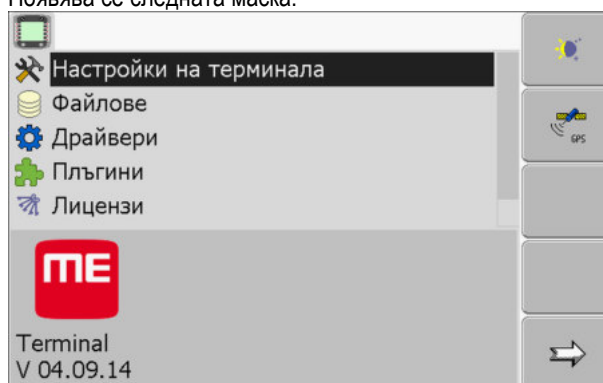 Появява се следната маска:
Настройки на терминала
Файлове
Драйвери
Плъгини
Лицензи
GPS
ME
Terminal
V 04.09.14